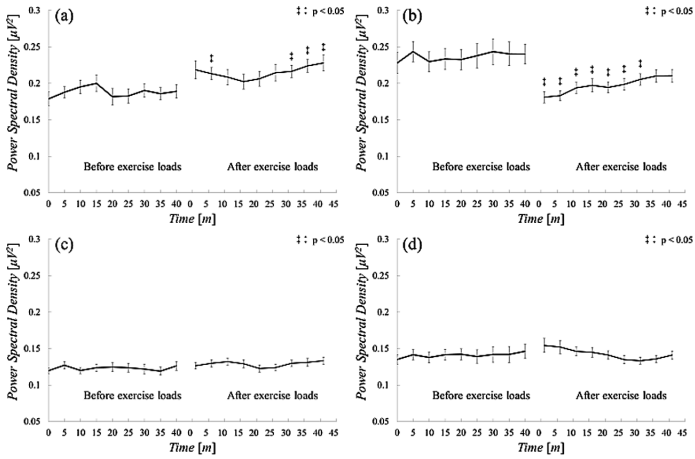 (a)
‡ : p < 0.05
Power Spectral Density [μV²]
0.3
0.25
0.2
0.15
0.1
0.05
‡ ‡ ‡ ‡
Before exercise loads
After exercise loads
0 5 10 15 20 25 30 35 40 0 5 10 15 20 25 30 35 40 45
Time [m]
(b)
‡ : p < 0.05
Power Spectral Density [μV²]
0.3
0.25
0.2
0.15
0.1
0.05
‡ ‡ ‡ ‡ ‡ ‡ ‡
Before exercise loads
After exercise loads
0 5 10 15 20 25 30 35 40 0 5 10 15 20 25 30 35 40 45
Time [m]
(c)
‡ : p < 0.05
Power Spectral Density [μV²]
0.3
0.25
0.2
0.15
0.1
0.05
Before exercise loads
After exercise loads
0 5 10 15 20 25 30 35 40 0 5 10 15 20 25 30 35 40 45
Time [m]
(d)
‡ : p < 0.05
Power Spectral Density [μV²]
0.3
0.25
0.2
0.15
0.1
0.05
Before exercise loads
After exercise loads
0 5 10 15 20 25 30 35 40 0 5 10 15 20 25 30 35 40 45
Time [m]